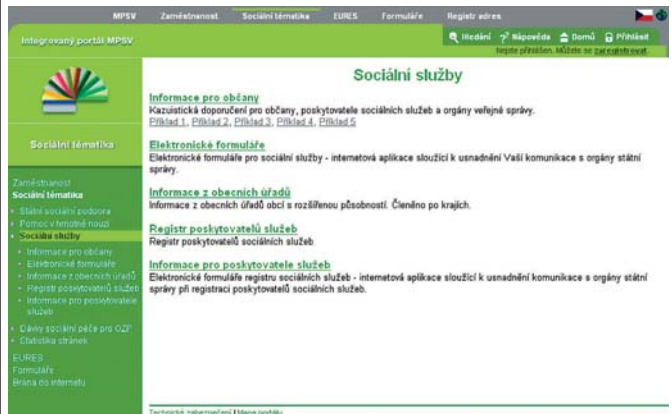 MPSV Zaměstnanost Sociální tématika EURES Formuláře Registr adres
Integrovaný portál MPSV
Hledání Nápověda Domů Přihlásit
Nejste přihlášen. Můžete se zaregistrovat.
Sociální služby
Informace pro občany
Kazuistická doporučení pro občany, poskytovatele sociálních služeb a orgány veřejné správy.
Příklad 1, Příklad 2, Příklad 3, Příklad 4, Příklad 5
Elektronické formuláře
Elektronické formuláře pro sociální služby - internetová aplikace sloužící k usnadnění Vaší komunikace s orgány státní
správy.
Informace z obecních úřadů
Informace z obecních úřadů obcí s rozšířenou působností. Členěno po krajích.
Registr poskytovatelů služeb
Registr poskytovatelů sociálních služeb
Informace pro poskytovatele služeb
Elektronické formuláře registru sociálních služeb - internetová aplikace sloužící k usnadnění komunikace s orgány státní
správy při registraci poskytovatelů sociálních služeb.
Sociální tématika
Zaměstnanost
Sociální tématika
Státní sociální podpora
Pomoc v hmotné nouzi
Sociální služby
Informace pro občany
Elektronické formuláře
Informace z obecních úřadů
Registr poskytovatelů služeb
Informace pro poskytovatele
služeb
Dávky sociální péče pro OZP
Statistika stránek
EURES
Formuláře
Brána do internetu
Technické zabezpečení | Mapa portálu